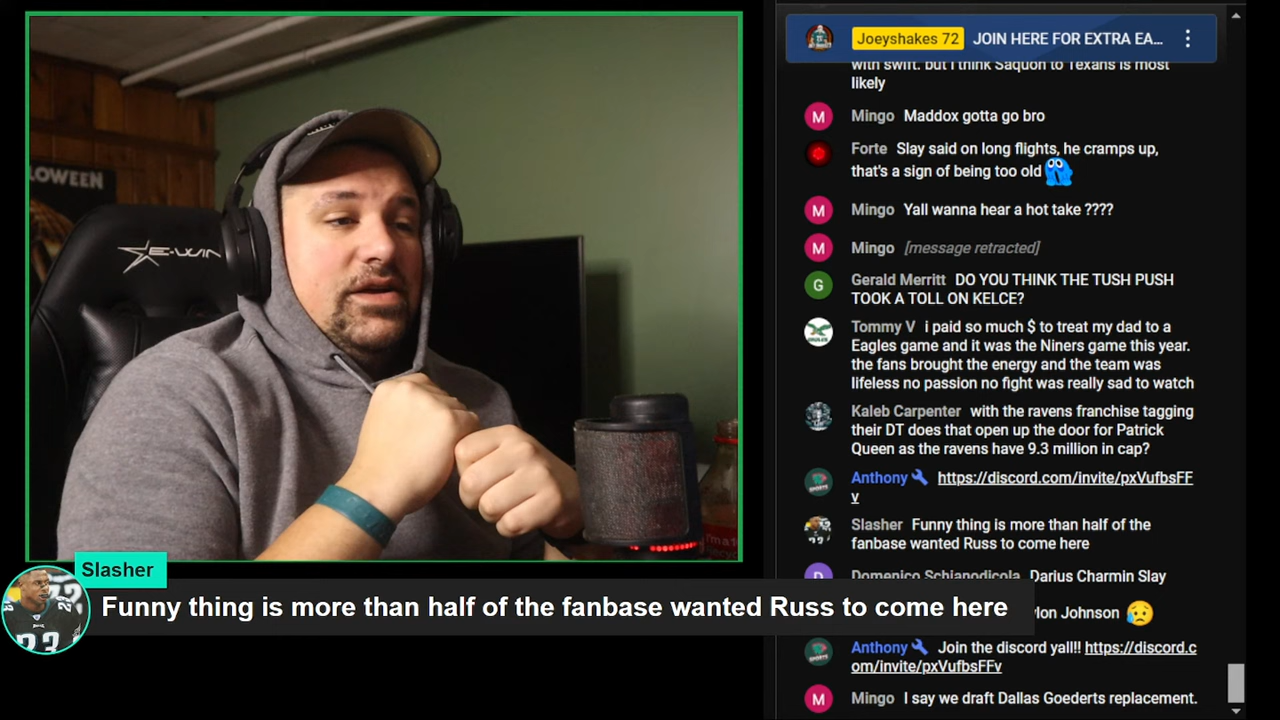 LOWEEN
E-WIN
Joeyshakes 72 JOIN HERE FOR EXTRA EA...
with swift. but I think Saquon to Texans is most
likely
M Mingo Maddox gotta go bro
Forte Slay said on long flights, he cramps up,
that's a sign of being too old
M Mingo Yall wanna hear a hot take ????
M Mingo [message retracted]
G Gerald Merritt DO YOU THINK THE TUSH PUSH
TOOK A TOLL ON KELCE?
Tommy V i paid so much $ to treat my dad to a
Eagles game and it was the Niners game this year.
the fans brought the energy and the team was
lifeless no passion no fight was really sad to watch
Kaleb Carpenter with the ravens franchise tagging
their DT does that open up the door for Patrick
Queen as the ravens have 9.3 million in cap?
Anthony https://discord.com/invite/pxVufbsFF
v
Slasher Funny thing is more than half of the
fanbase wanted Russ to come here
D Domenico Schianodicola Darius Charmin Slay
ylon Johnson
Anthony Join the discord yall!! https://discord.c
om/invite/pxVufbsFFv
M Mingo I say we draft Dallas Goederts replacement.
Slasher
Funny thing is more than half of the fanbase wanted Russ to come here